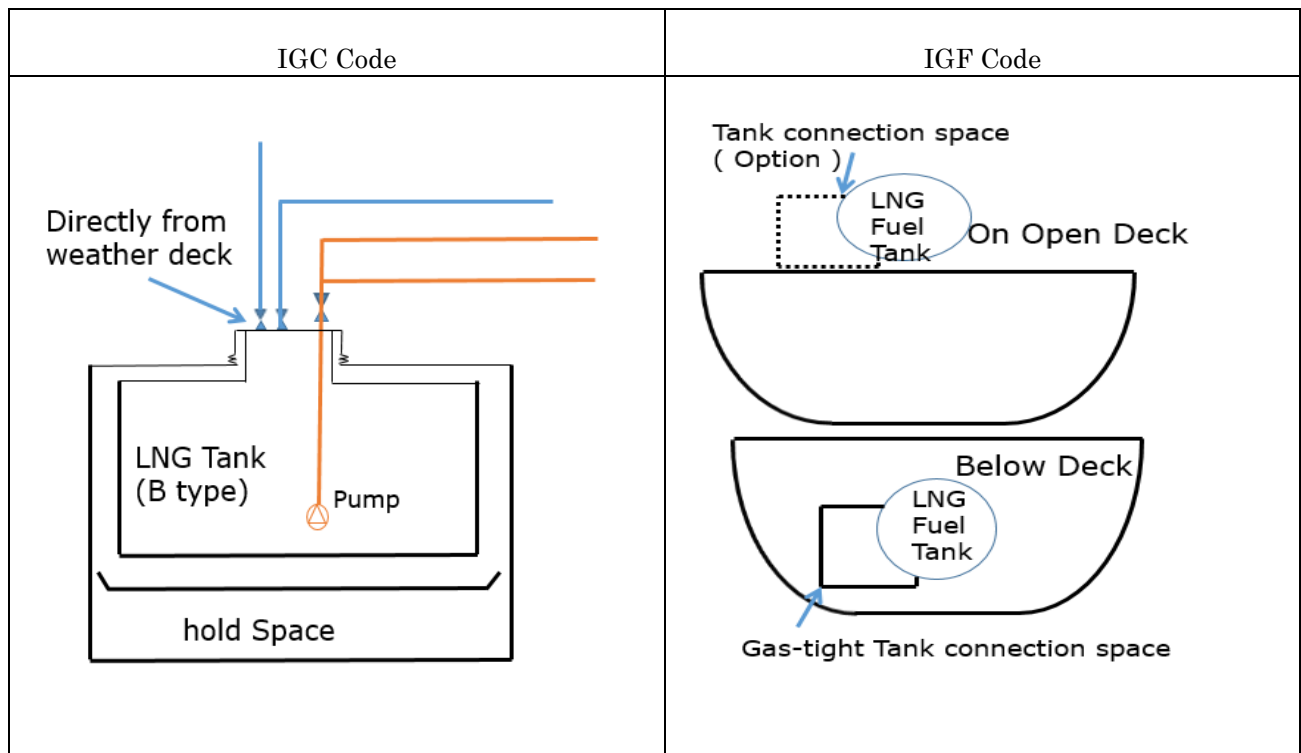 IGC Code
IGF Code
Directly from
weather deck
LNG Tank
(B type)
Pump
hold Space
Tank connection space
( Option )
LNG
Fuel
Tank
On Open Deck
Below Deck
LNG
Fuel
Tank
Gas-tight Tank connection space